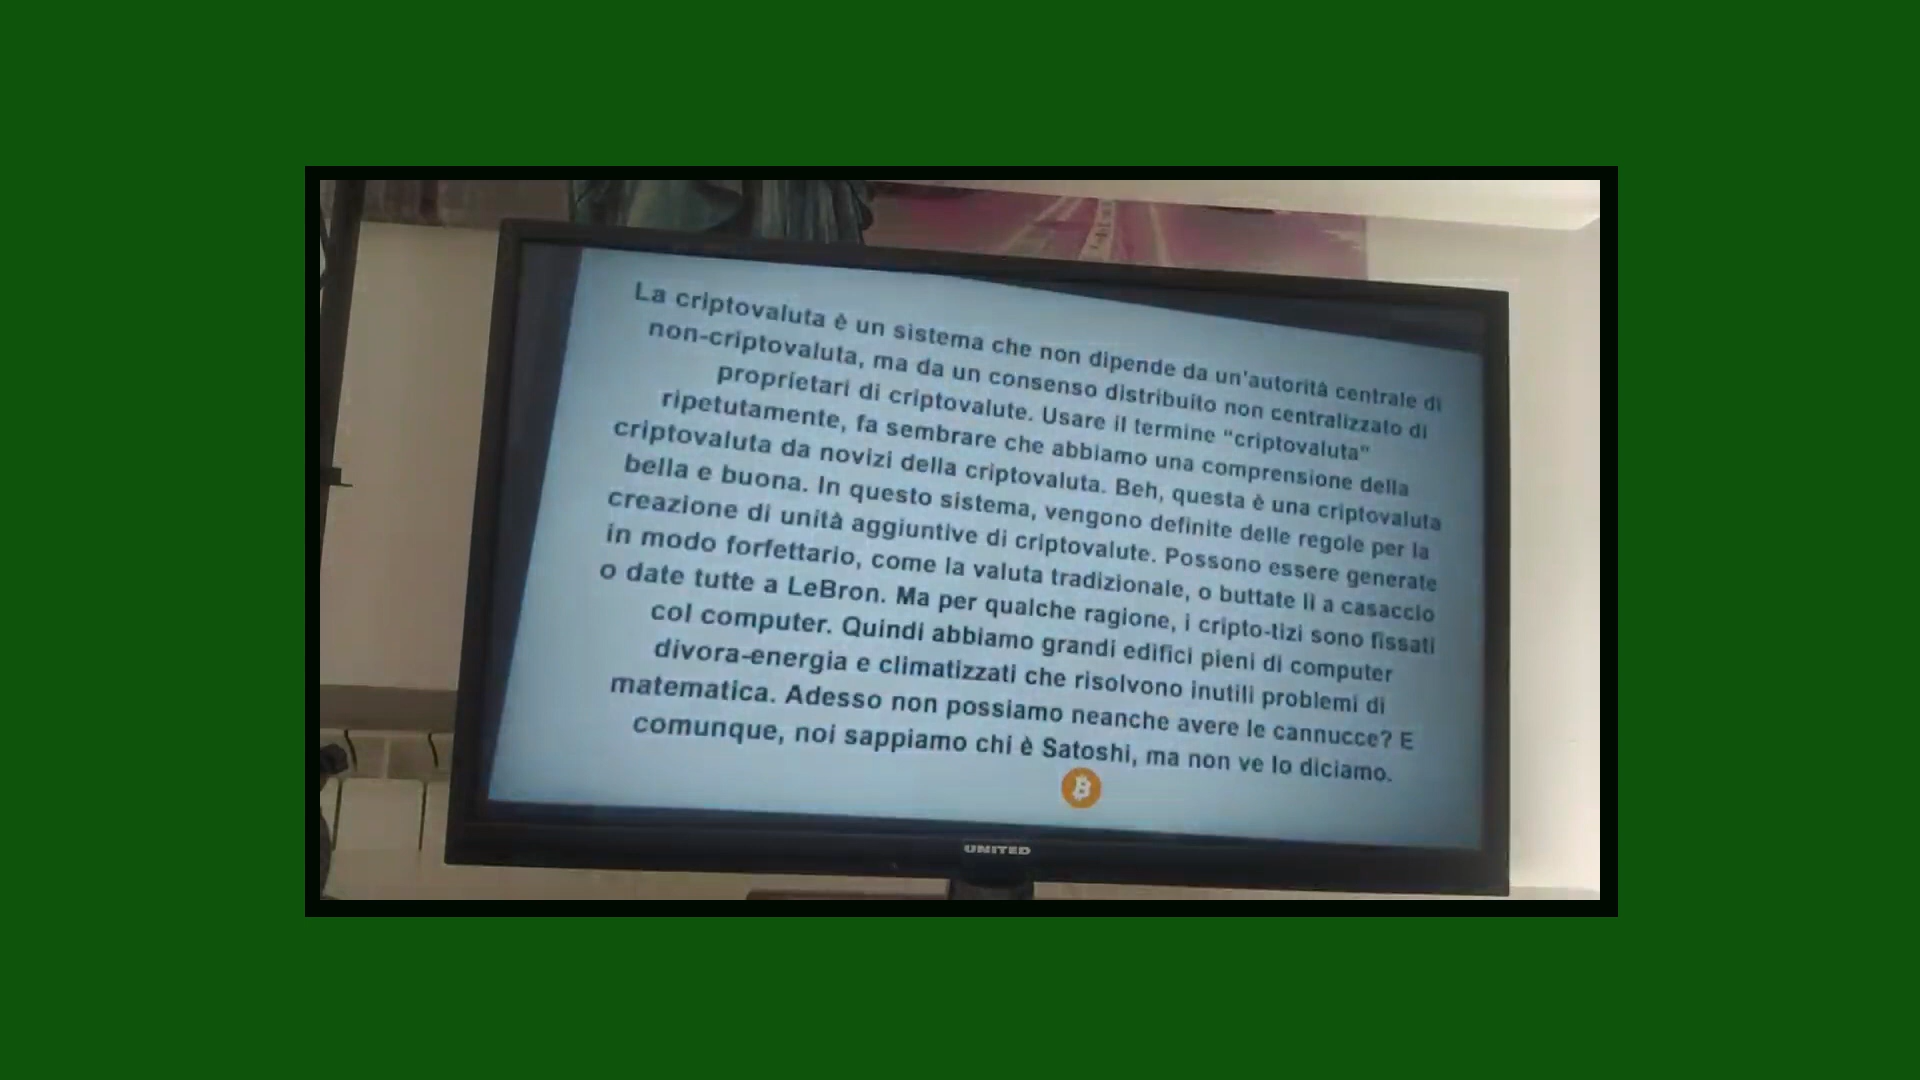 La criptovaluta è un sistema che non dipende da un'autorità centrale di
non-criptovaluta, ma da un consenso distribuito non centralizzato di
proprietari di criptovalute. Usare il termine “criptovaluta“
ripetutamente, fa sembrare che abbiamo una comprensione della
criptovaluta da novizi della criptovaluta. Beh, questa è una criptovaluta
bella e buona. In questo sistema, vengono definite delle regole per la
creazione di unità aggiuntive di criptovalute. Possono essere generate
in modo forfettario, come la valuta tradizionale, o buttate lì a casaccio
o date tutte a LeBron. Ma per qualche ragione, i cripto-tizi sono fissati
col computer. Quindi abbiamo grandi edifici pieni di computer
divora-energia e climatizzati che risolvono inutili problemi di
matematica. Adesso non possiamo neanche avere le cannucce? E
comunque, noi sappiamo chi è Satoshi, ma non ve lo diciamo.
UNITED